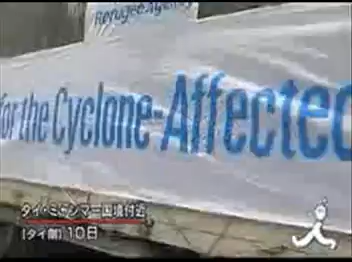 Refugee Agency
for the Cyclone-Affected
タイ・ミャンマー国境付近
[タイ側] 10日